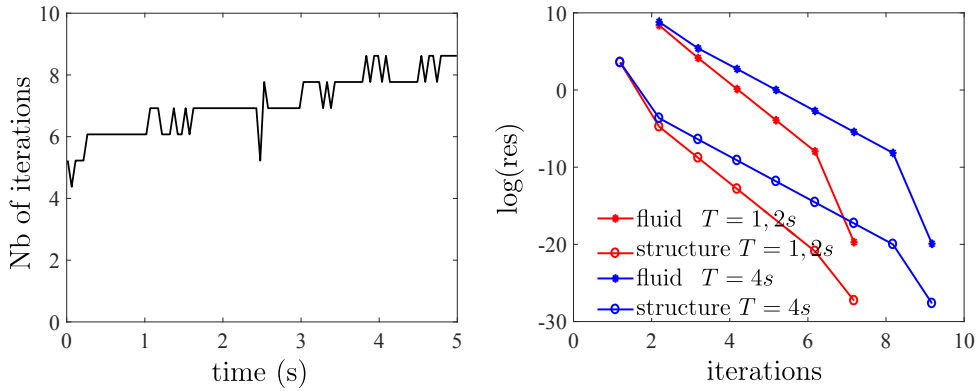 10
8
6
4
2
0
Nb of iterations
0 1 2 3 4 5
time (s)
10
0
-10
-20
-30
log(res)
fluid T = 1, 2s
structure T = 1, 2s
fluid T = 4s
structure T = 4s
0 2 4 6 8 10
iterations